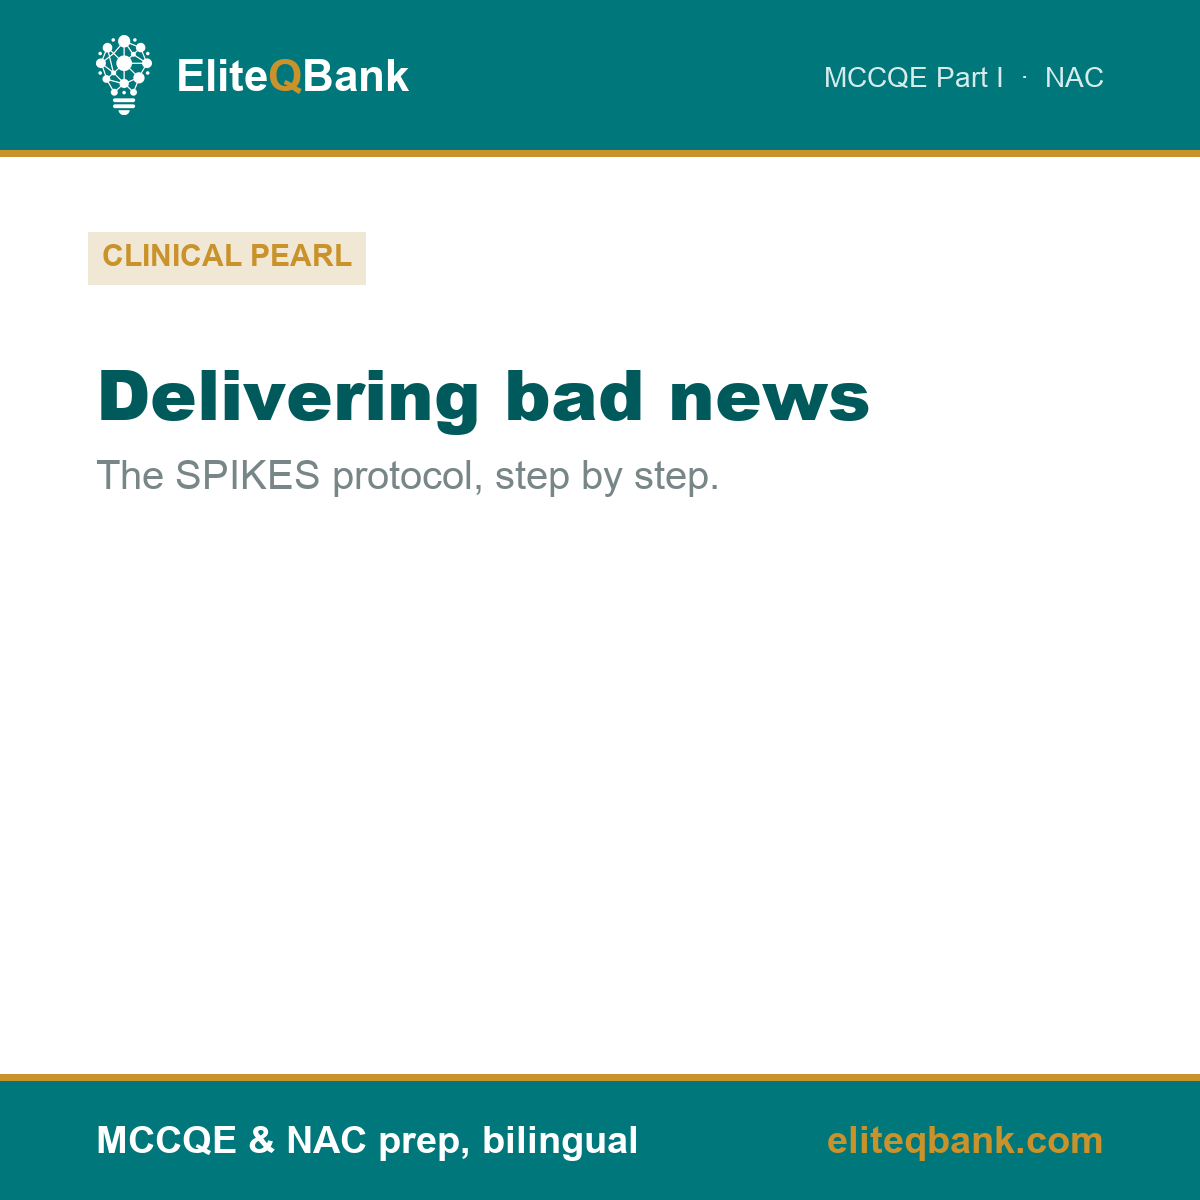 EliteQBank
MCCQE Part I · NAC
CLINICAL PEARL
Delivering bad news
The SPIKES protocol, step by step.
MCCQE & NAC prep, bilingual
eliteqbank.com